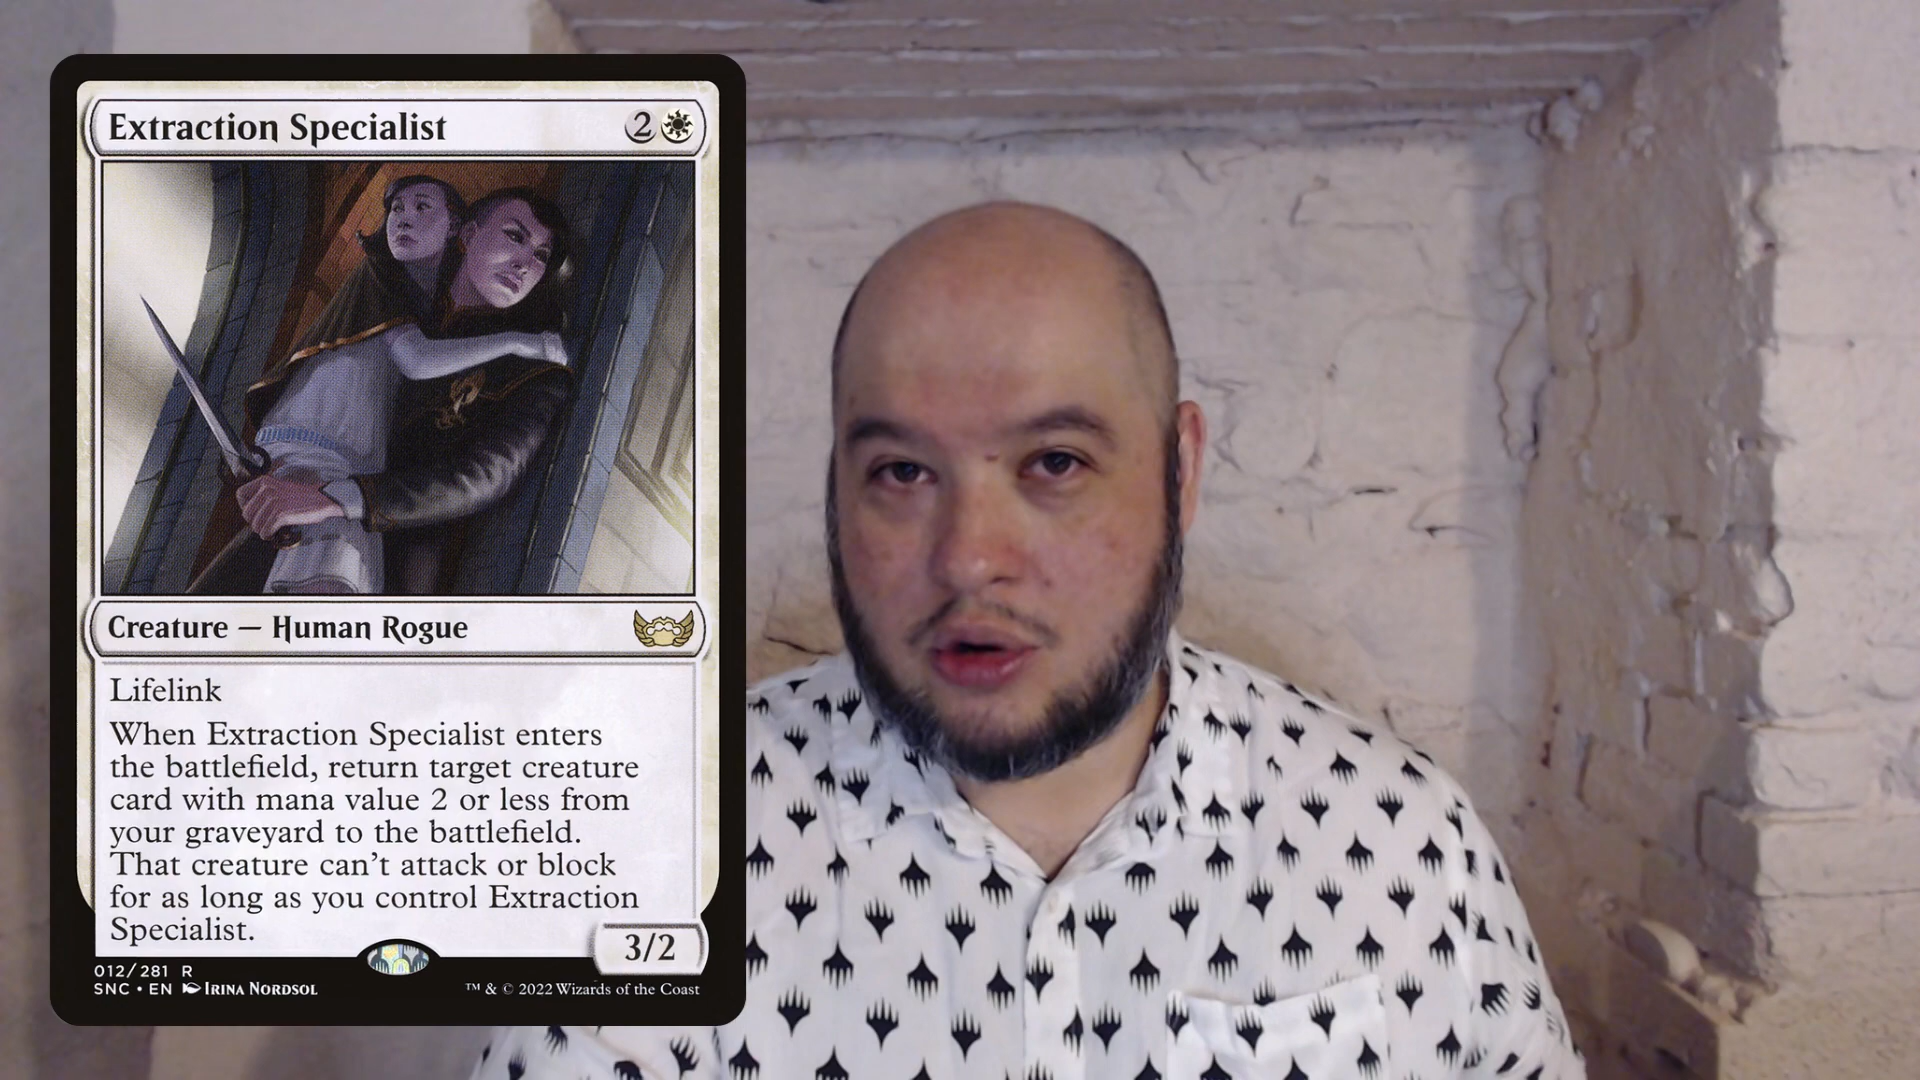 Extraction Specialist 2
Creature — Human Rogue
Lifelink
When Extraction Specialist enters
the battlefield, return target creature
card with mana value 2 or less from
your graveyard to the battlefield.
That creature can't attack or block
for as long as you control Extraction
Specialist.
3/2
012/281 R
SNC • EN Irina Nordsol
™ & © 2022 Wizards of the Coast